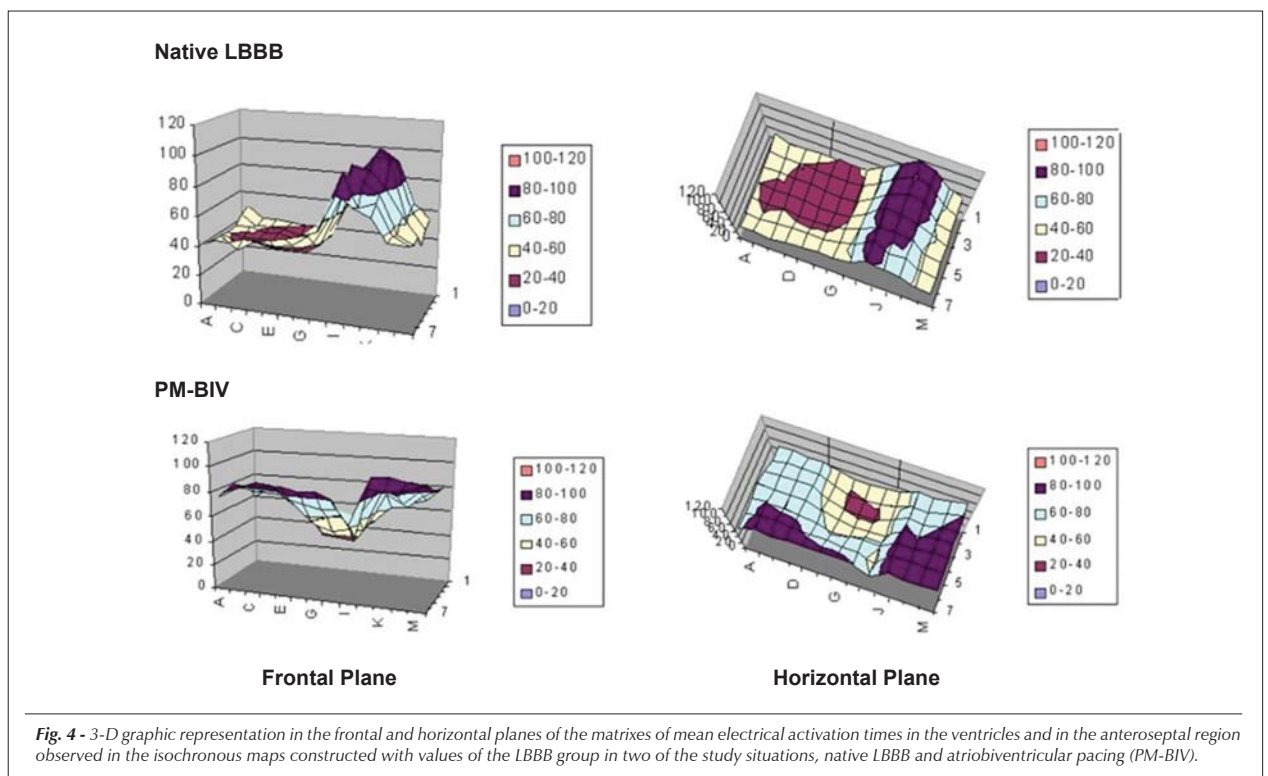 Native LBBB
120
100
80
60
40
20
0
A
C
E
G
I
1
7
100-120
80-100
60-80
40-60
20-40
0-20
120
100
80
60
40
20
0
A
D
G
J
M
1
3
5
7
100-120
80-100
60-80
40-60
20-40
0-20
PM-BIV
120
100
80
60
40
20
0
A
C
E
G
I
K
M
1
7
100-120
80-100
60-80
40-60
20-40
0-20
120
A
D
G
J
M
1
3
5
7
100-120
80-100
60-80
40-60
20-40
0-20
Frontal Plane
Horizontal Plane
Fig. 4 - 3-D graphic representation in the frontal and horizontal planes of the matrixes of mean electrical activation times in the ventricles and in the anteroseptal region
observed in the isochronous maps constructed with values of the LBBB group in two of the study situations, native LBBB and atriobiventricular pacing (PM-BIV).